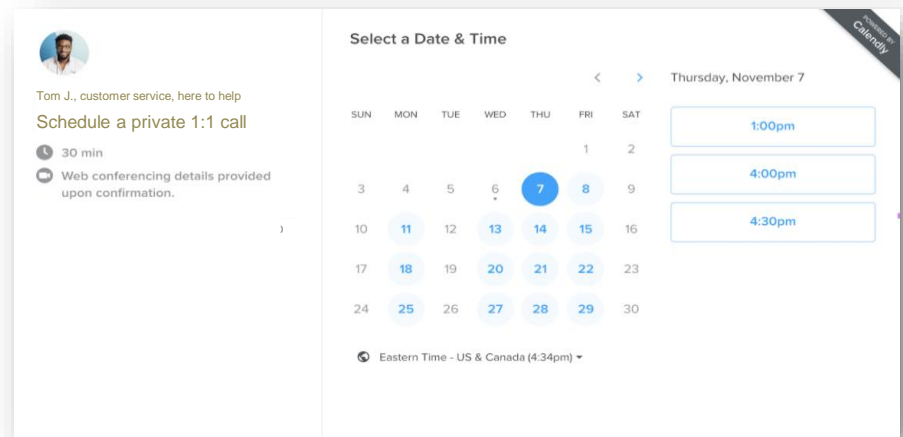 Tom J., customer service, here to help
Schedule a private 1:1 call
30 min
Web conferencing details provided
upon confirmation.
Select a Date & Time
POWERED BY
Calendly
< >
SUN MON TUE WED THU FRI SAT
1 2
3 4 5 6 7 8 9
10 11 12 13 14 15 16
17 18 19 20 21 22 23
24 25 26 27 28 29 30
Eastern Time - US & Canada (4:34pm)
Thursday, November 7
1:00pm
4:00pm
4:30pm